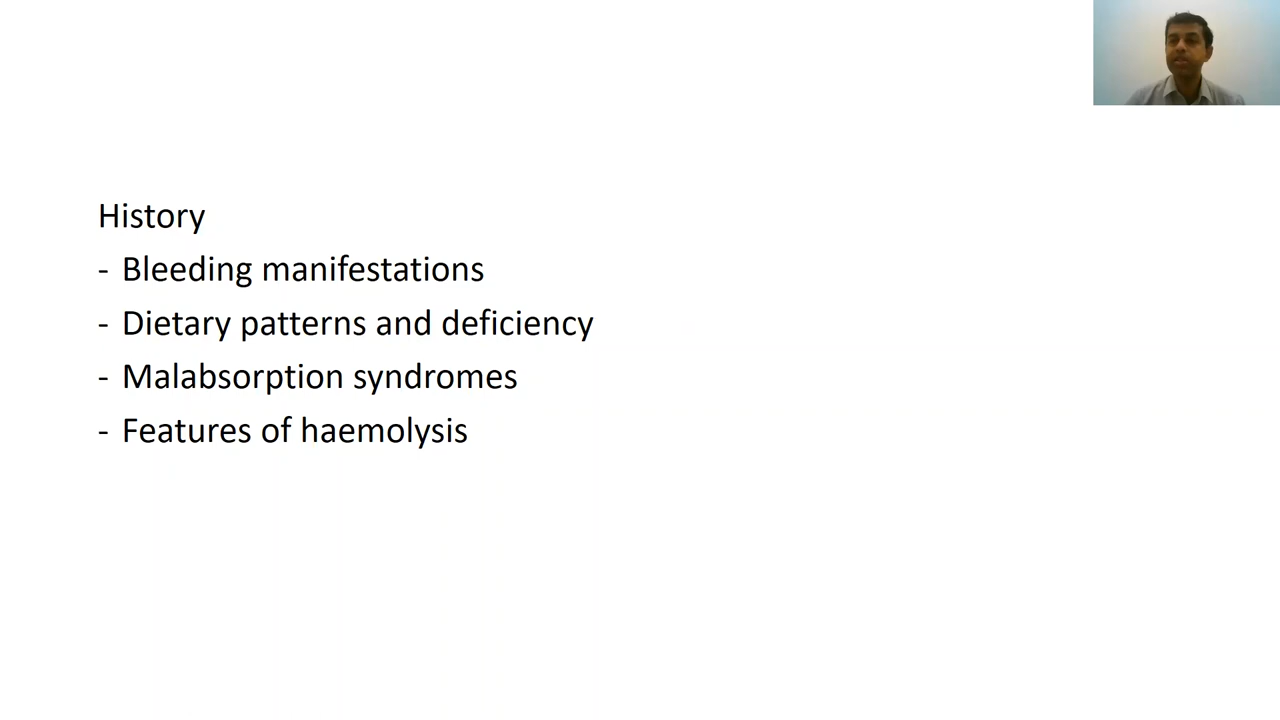 History
- Bleeding manifestations
- Dietary patterns and deficiency
- Malabsorption syndromes
- Features of haemolysis